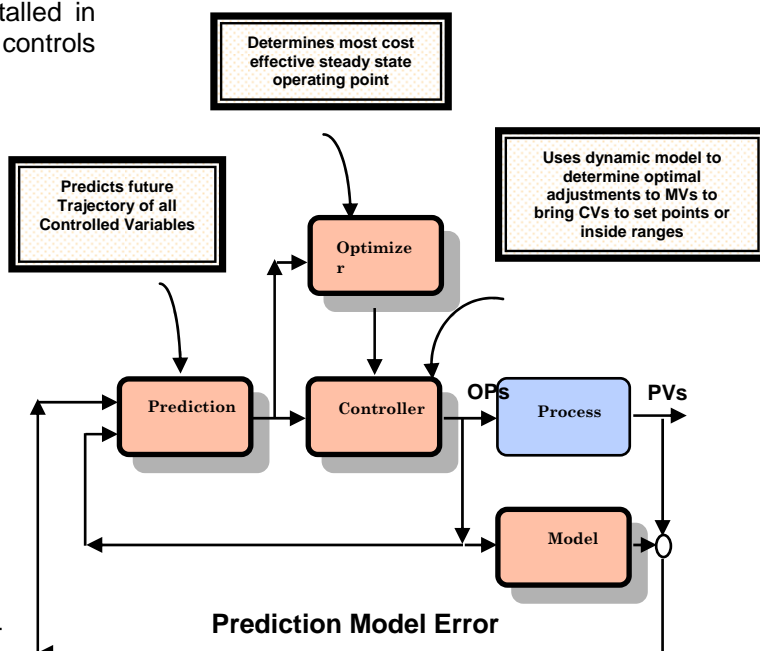 talled in
controls
Determines most cost
effective steady state
operating point
Predicts future
Trajectory of all
Controlled Variables
Uses dynamic model to
determine optimal
adjustments to MVs to
bring CVs to set points or
inside ranges
Optimize
r
Prediction
Controller
OPs
Process
PVs
Model
Prediction Model Error